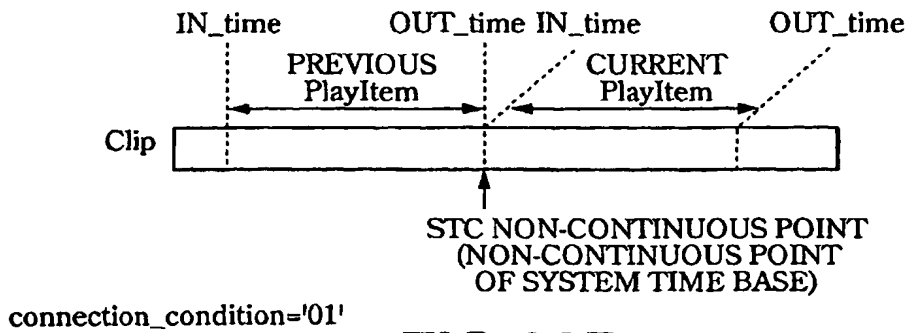 IN_time OUT_time IN_time OUT_time
PREVIOUS PlayItem
CURRENT PlayItem
Clip
STC NON-CONTINUOUS POINT
(NON-CONTINUOUS POINT
OF SYSTEM TIME BASE)
connection_condition='01'